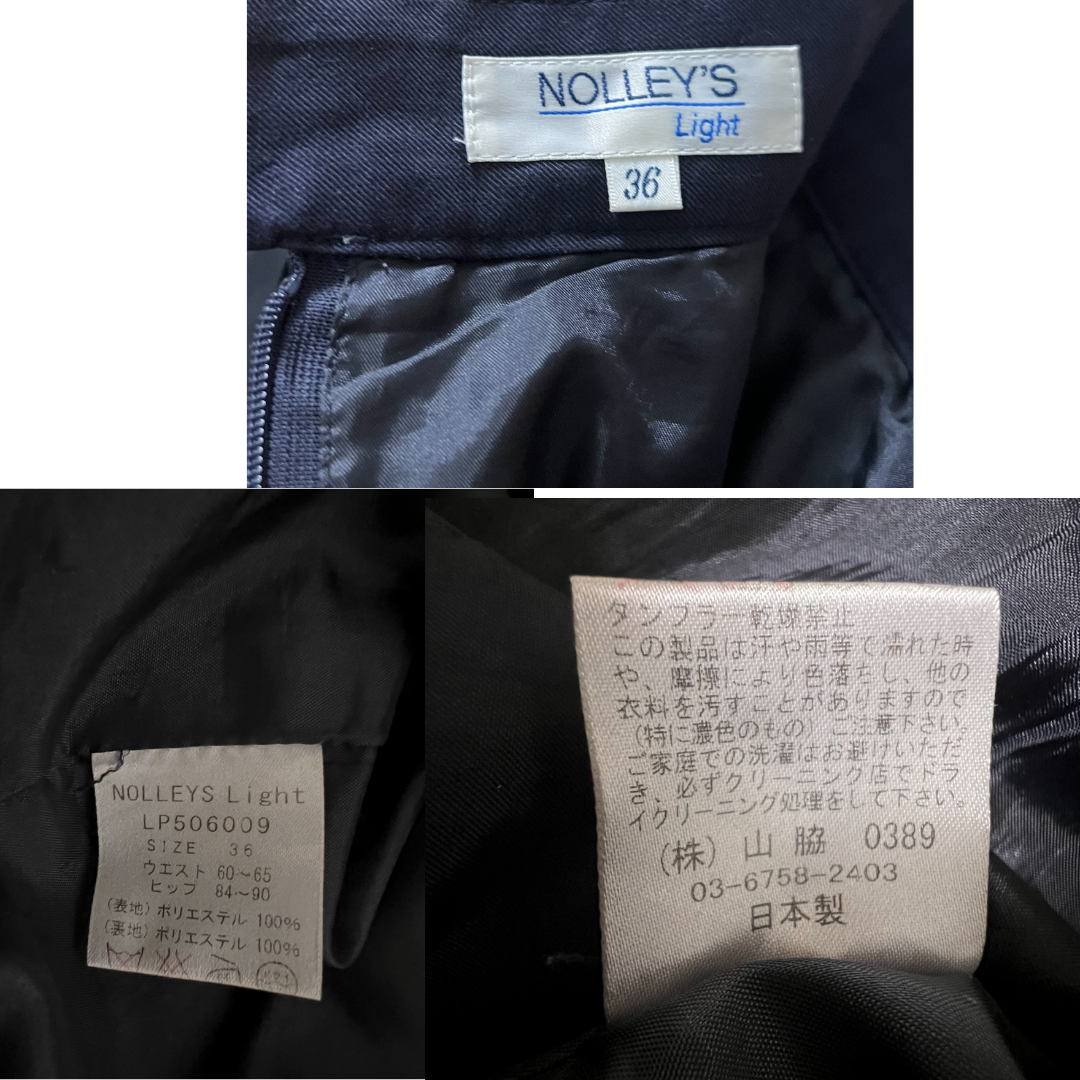 NOLLEY'S
Light
36
NOLLEYS Light
LP506009
SIZE 36
ウエスト 60～65
ヒップ 84～90
(表地) ポリエステル 100%
(裏地) ポリエステル 100%
タンブラー乾燥禁止
この製品は汗や雨等で濡れた時
や、摩擦により色落ちし、他の
衣料を汚すことがありますので
(特に濃色のもの) ご注意下さい。
ご家庭での洗濯はお避けいただ
き、必ずクリーニング店でドラ
イクリーニング処理をして下さい。
(株) 山脇 0389
03-6758-2403
日本製